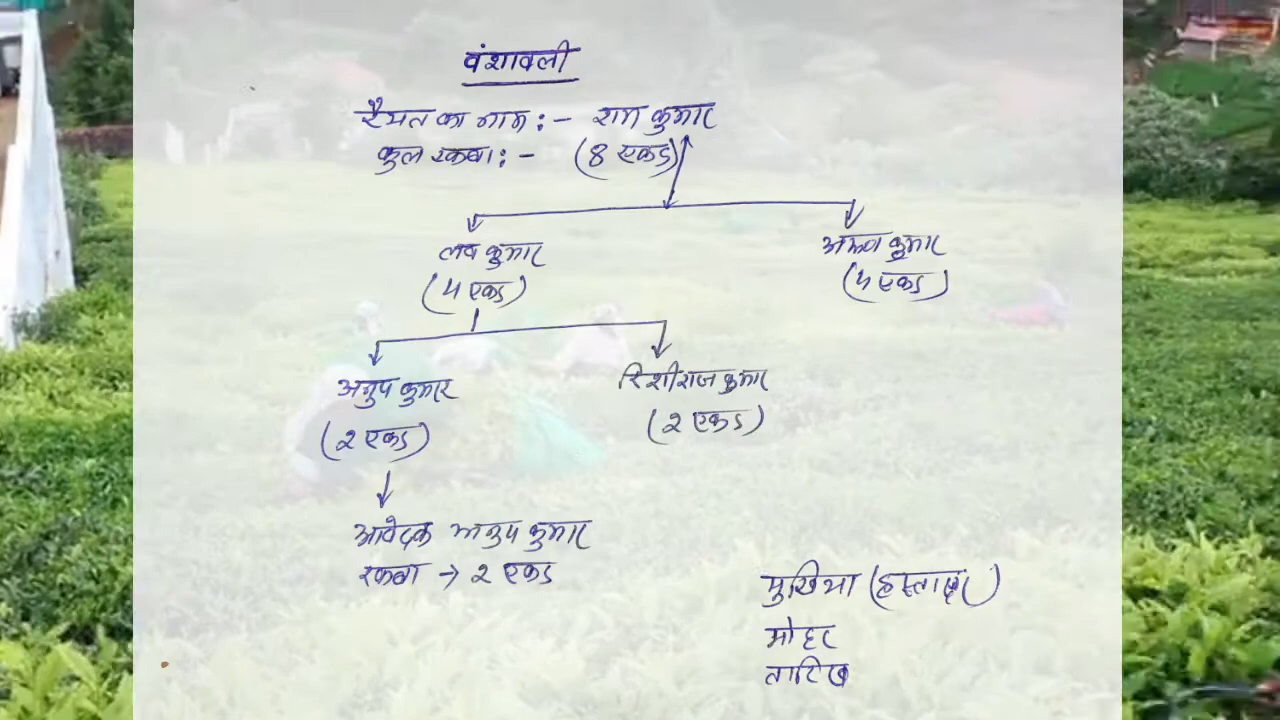 वंशावली
रैयत का नाम :- राम कुमार
कुल रकबा :- (8 एकड)
लव कुमार
अरुण कुमार
(4 एकड)
(4 एकड)
अनुप कुमार
रिशीराज कुमार
(2 एकड)
(2 एकड)
आवेदक अनुप कुमार
रकबा → 2 एकड
मुखिया (हस्ताक्षर)
मोहर
तारिख